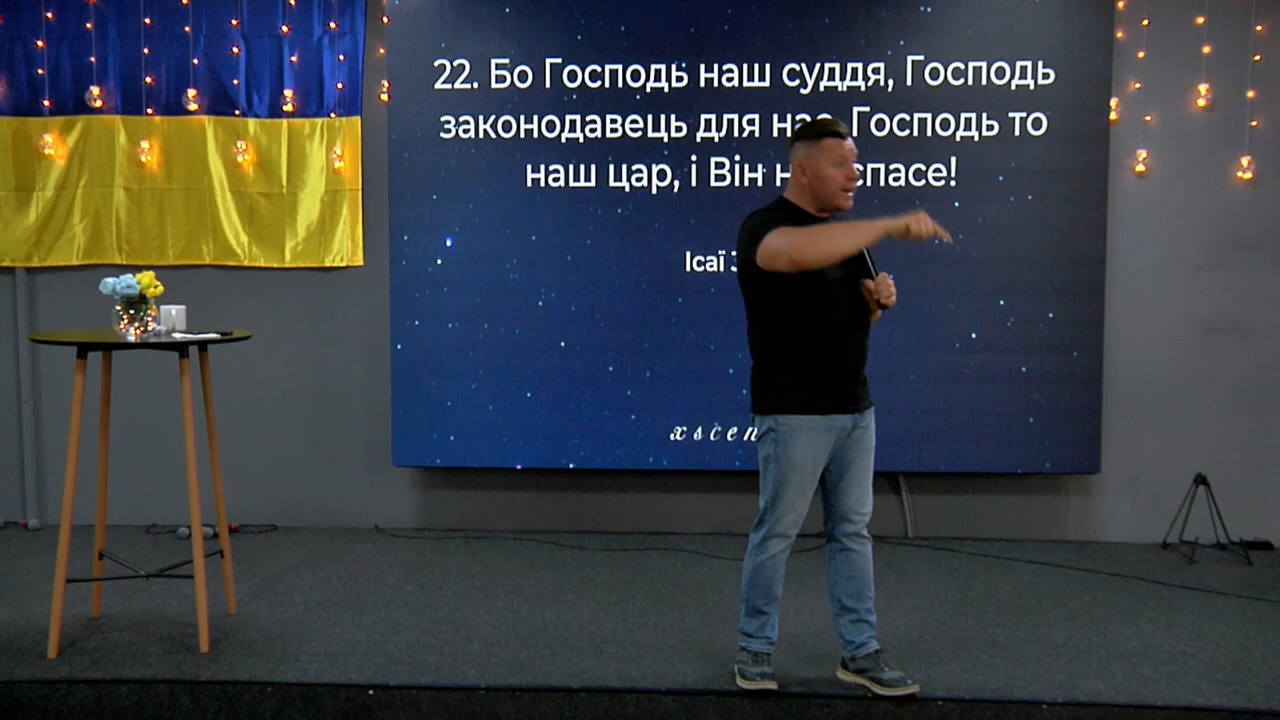 22. Бо Господь наш суддя, Господь
законодавець для Господь то
наш цар, і Він спасе!
Ісаї